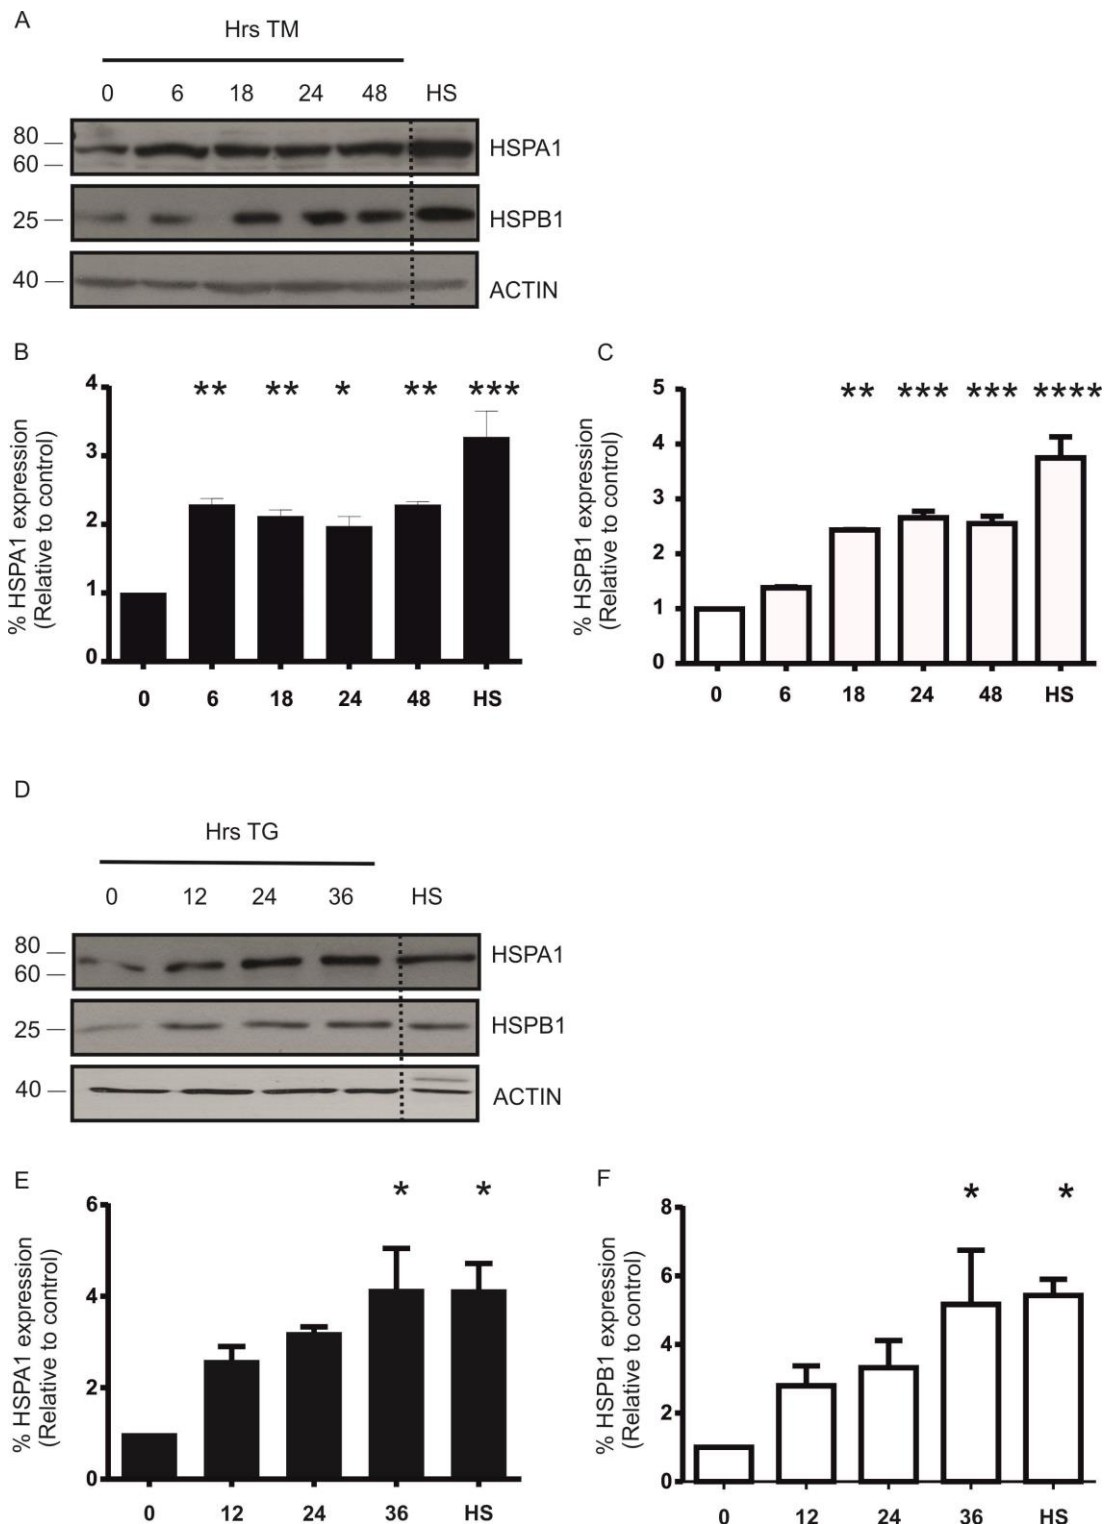 A
Hrs TM
0 6 18 24 48 HS
80
60
HSPA1
25
HSPB1
40
ACTIN
B
% HSPA1 expression
(Relative to control)
4
3
2
1
0
** ** * ** ***
0 6 18 24 48 HS
C
% HSPB1 expression
(Relative to control)
5
4
3
2
1
0
** *** *** ****
0 6 18 24 48 HS
D
Hrs TG
0 12 24 36 HS
80
60
HSPA1
25
HSPB1
40
ACTIN
E
% HSPA1 expression
(Relative to control)
6
4
2
0
* *
0 12 24 36 HS
F
% HSPB1 expression
(Relative to control)
8
6
4
2
0
* *
0 12 24 36 HS